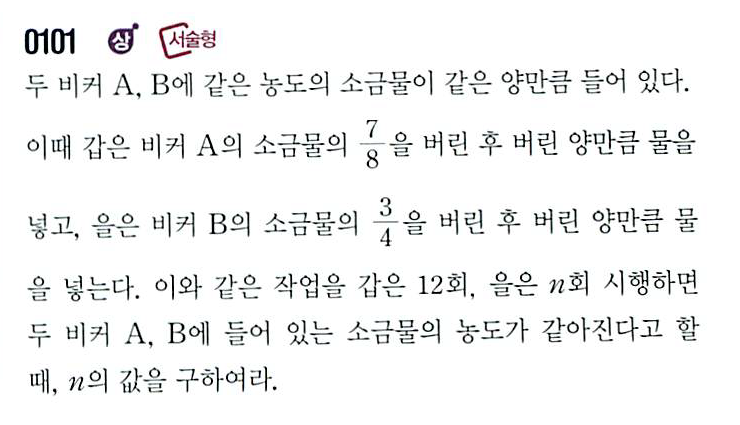 0101 상 서술형
두 비커 A, B에 같은 농도의 소금물이 같은 양만큼 들어 있다.
이때 갑은 비커 A의 소금물의 7/8을 버린 후 버린 양만큼 물을
넣고, 을은 비커 B의 소금물의 3/4을 버린 후 버린 양만큼 물
을 넣는다. 이와 같은 작업을 갑은 12회, 을은 n회 시행하면
두 비커 A, B에 들어 있는 소금물의 농도가 같아진다고 할
때, n의 값을 구하여라.